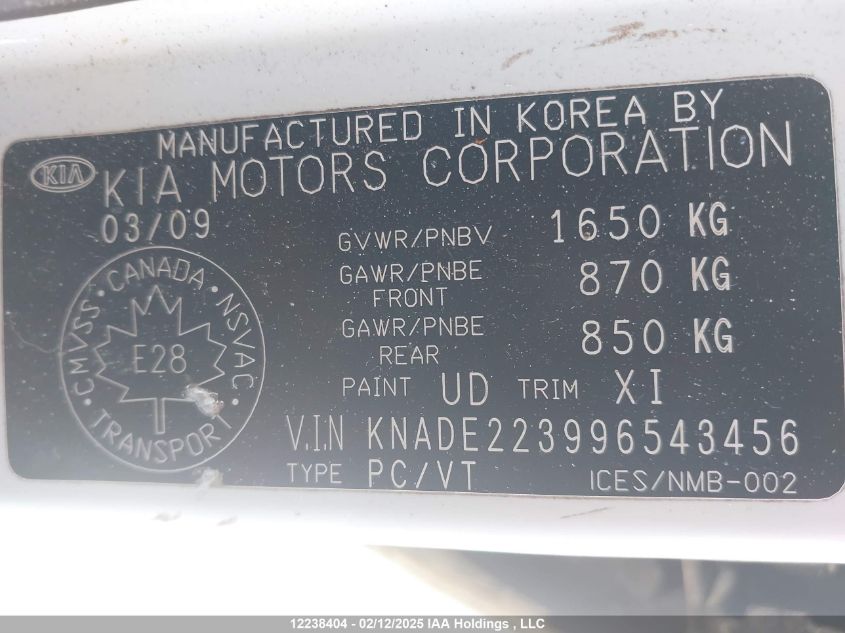 MANUFACTURED IN KOREA BY
KIA KIA MOTORS CORPORATION
03/09
GVWR/PNBV 1650 KG
GAWR/PNBE FRONT 870 KG
GAWR/PNBE REAR 850 KG
CMVSS · CANADA · NSVAC · TRANSPORT ·
E28
PAINT UD TRIM XI
V.I.N KNADE223996543456
TYPE PC/VT ICES/NMB-002
12238404 - 02/12/2025 IAA Holdings , LLC